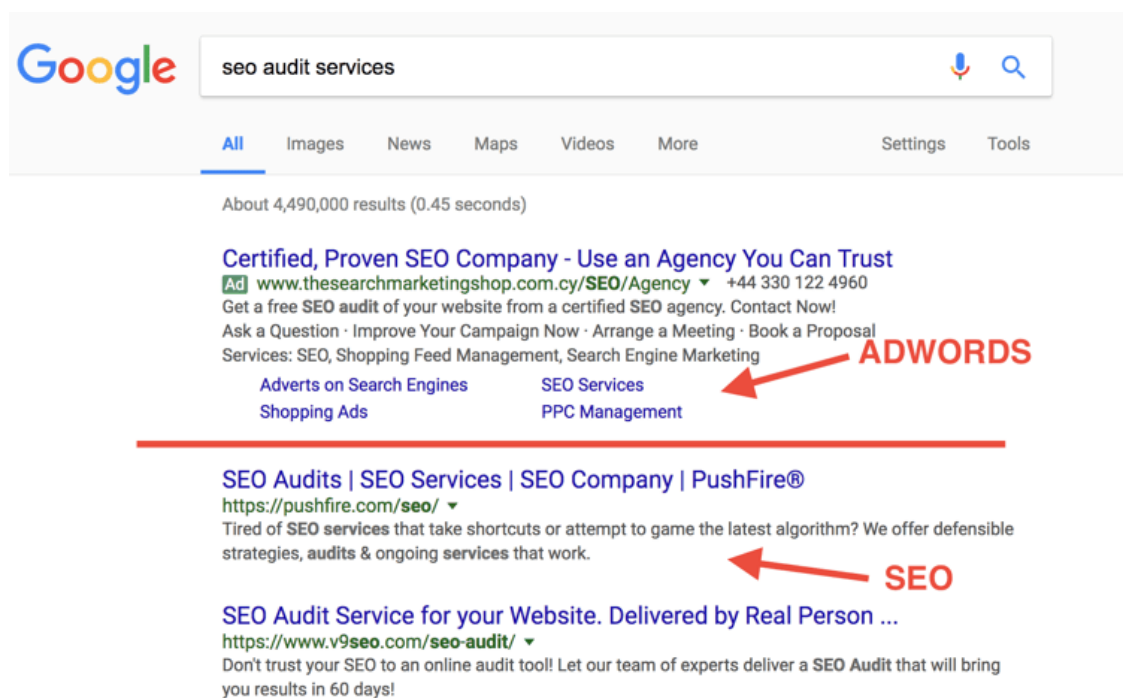 Google seo audit services
All Images News Maps Videos More Settings Tools
About 4,490,000 results (0.45 seconds)
Certified, Proven SEO Company - Use an Agency You Can Trust
Ad www.thesearchmarketingshop.com.cy/SEO/Agency ▼ +44 330 122 4960
Get a free SEO audit of your website from a certified SEO agency. Contact Now!
Ask a Question · Improve Your Campaign Now · Arrange a Meeting · Book a Proposal
Services: SEO, Shopping Feed Management, Search Engine Marketing
ADWORDS
Adverts on Search Engines SEO Services
Shopping Ads PPC Management
SEO Audits | SEO Services | SEO Company | PushFire®
https://pushfire.com/seo/ ▼
Tired of SEO services that take shortcuts or attempt to game the latest algorithm? We offer defensible
strategies, audits & ongoing services that work.
SEO
SEO Audit Service for your Website. Delivered by Real Person ...
https://www.v9seo.com/seo-audit/ ▼
Don't trust your SEO to an online audit tool! Let our team of experts deliver a SEO Audit that will bring
you results in 60 days!